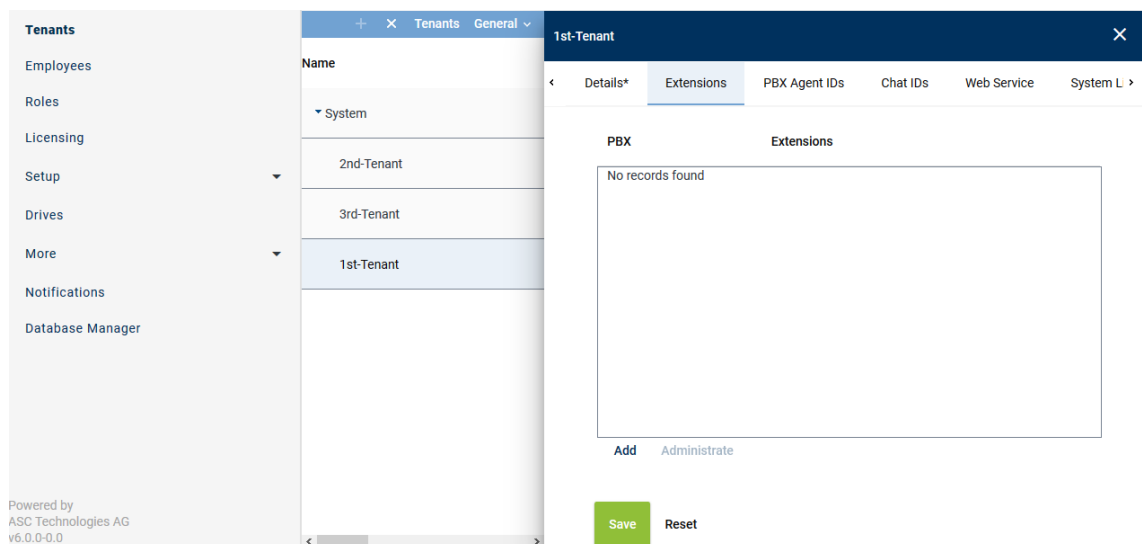 Tenants
Employees
Roles
Licensing
Setup
Drives
More
Notifications
Database Manager
Powered by
ASC Technologies AG
v6.0.0-0.0
Tenants General
Name
System
2nd-Tenant
3rd-Tenant
1st-Tenant
1st-Tenant
Details* Extensions PBX Agent IDs Chat IDs Web Service System
PBX Extensions
No records found
Add Administrate
Save Reset